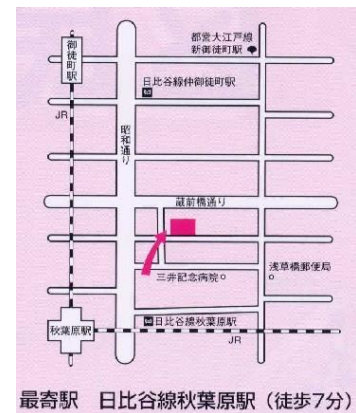 都営大江戸線
新御徒町駅
御徒町駅
日比谷線仲御徒町駅
JR
昭和通り
蔵前橋通り
三井記念病院
浅草橋郵便局
秋葉原駅
日比谷線秋葉原駅
JR
最寄駅 日比谷線秋葉原駅（徒歩7分）